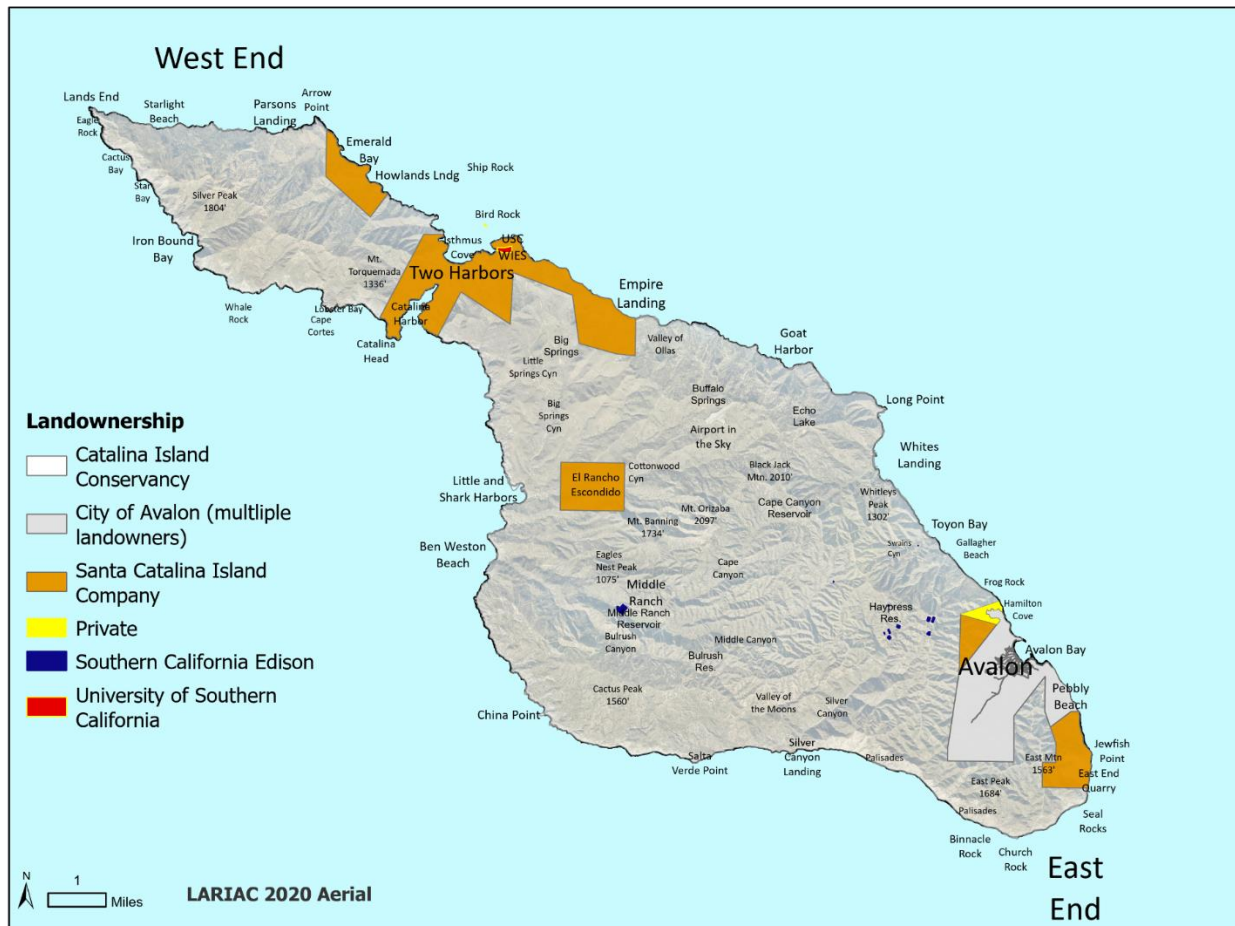 West End
Lands End
Starlight
Beach
Parsons
Landing
Arrow
Point
Eagle
Rock
Emerald
Bay
Cactus
Bay
Howlands Lndg
Ship Rock
Star
Bay
Silver Peak
1804'
Bird Rock
Iron Bound
Bay
Isthmus
Cove
USC
WIES
Mt.
Torquemada
1336'
Two Harbors
Empire
Landing
Whale
Rock
Lobster Bay
Cape
Cortes
Catalina
Harbor
Catalina
Head
Big
Springs
Valley of
Ollas
Goat
Harbor
Little
Springs Cyn
Buffalo
Springs
Long Point
Big
Springs
Cyn
Echo
Lake
Airport in
the Sky
Whites
Landing
Landownership
Catalina Island
Conservancy
City of Avalon (multliple
landowners)
Santa Catalina Island
Company
Private
Southern California Edison
University of Southern
California
Little and
Shark Harbors
El Rancho
Escondido
Cottonwood
Cyn
Black Jack
Mtn. 2010'
Mt. Orizaba
2097'
Cape Canyon
Reservoir
Whitleys
Peak
1302'
Mt. Banning
1734'
Toyon Bay
Gallagher
Beach
Swains
Cyn
Ben Weston
Beach
Eagles
Nest Peak
1075'
Cape
Canyon
Frog Rock
Middle
Ranch
Middle Ranch
Reservoir
Haypress
Res.
Hamilton
Cove
Bulrush
Canyon
Middle Canyon
Bulrush
Res.
Avalon
Avalon Bay
Cactus Peak
1560'
Valley of
the Moons
Silver
Canyon
Pebbly
Beach
China Point
Salta
Verde Point
Silver
Canyon
Landing
Palisades
East Mtn
1563'
Jewfish
Point
East End
Quarry
East Peak
1684'
Palisades
Seal
Rocks
Binnacle
Rock
Church
Rock
East
End
N
1
Miles
LARIAC 2020 Aerial